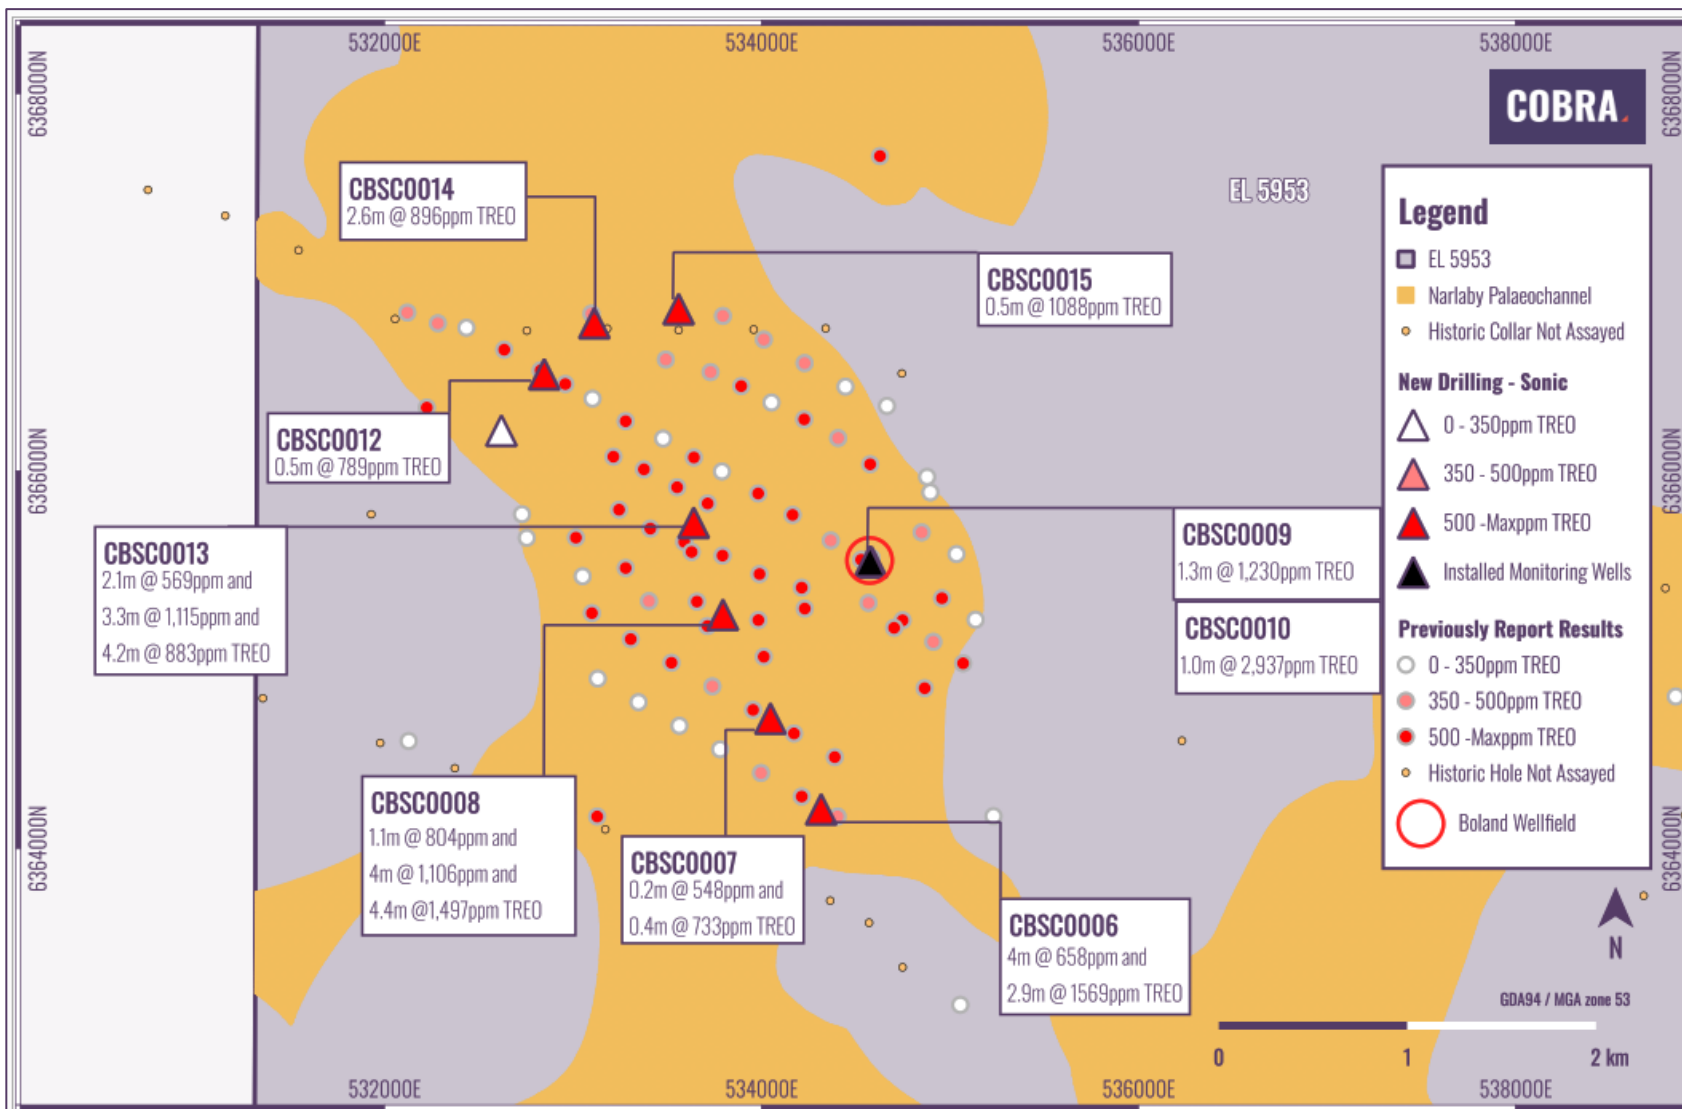 532000E
534000E
536000E
538000E
6368000N
6368000N
COBRA
EL 5953
CBSC0014
2.6m @ 896ppm TREO
CBSC0015
0.5m @ 1088ppm TREO
CBSC0012
0.5m @ 789ppm TREO
6366000N
6366000N
CBSC0013
2.1m @ 569ppm and
3.3m @ 1,115ppm and
4.2m @ 883ppm TREO
CBSC0009
1.3m @ 1,230ppm TREO
CBSC0010
1.0m @ 2,937ppm TREO
CBSC0008
1.1m @ 804ppm and
4m @ 1,106ppm and
4.4m @1,497ppm TREO
CBSC0007
0.2m @ 548ppm and
0.4m @ 733ppm TREO
CBSC0006
4m @ 658ppm and
2.9m @ 1569ppm TREO
6364000N
6364000N
Legend
EL 5953
Narlaby Palaeochannel
Historic Collar Not Assayed
New Drilling - Sonic
0 - 350ppm TREO
350 - 500ppm TREO
500 -Maxppm TREO
Installed Monitoring Wells
Previously Report Results
0 - 350ppm TREO
350 - 500ppm TREO
500 -Maxppm TREO
Historic Hole Not Assayed
Boland Wellfield
N
GDA94 / MGA zone 53
0 1 2 km
532000E
534000E
536000E
538000E